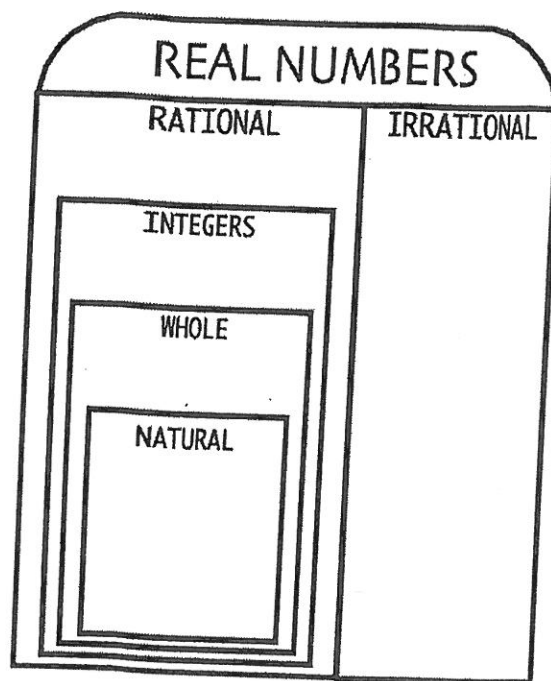 REAL NUMBERS
RATIONAL
IRRATIONAL
INTEGERS
WHOLE
NATURAL